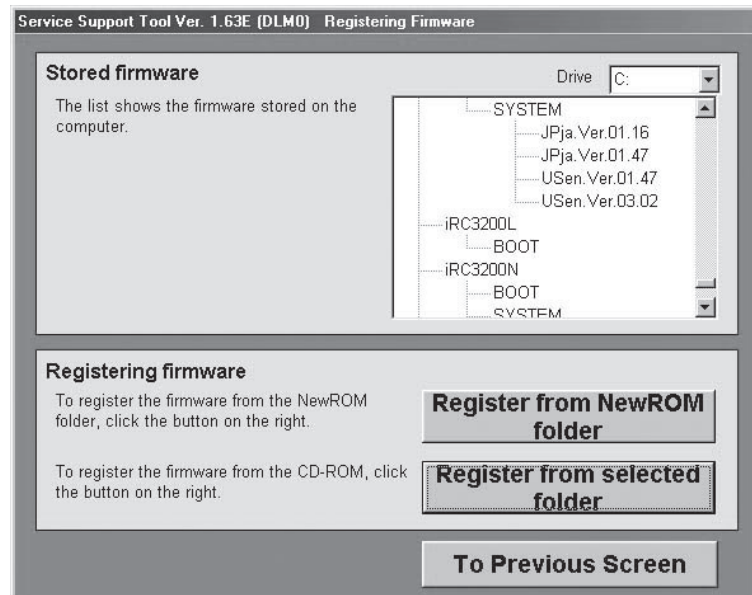 Service Support Tool Ver. 1.63E (DLM0) Registering Firmware
Stored firmware
The list shows the firmware stored on the
computer.
Drive C:
SYSTEM
JPja.Ver.01.16
JPja.Ver.01.47
USen.Ver.01.47
USen.Ver.03.02
iRC3200L
BOOT
iRC3200N
BOOT
SYSTEM
Registering firmware
To register the firmware from the NewROM
folder, click the button on the right.
Register from NewROM
folder
To register the firmware from the CD-ROM, click
the button on the right.
Register from selected
folder
To Previous Screen